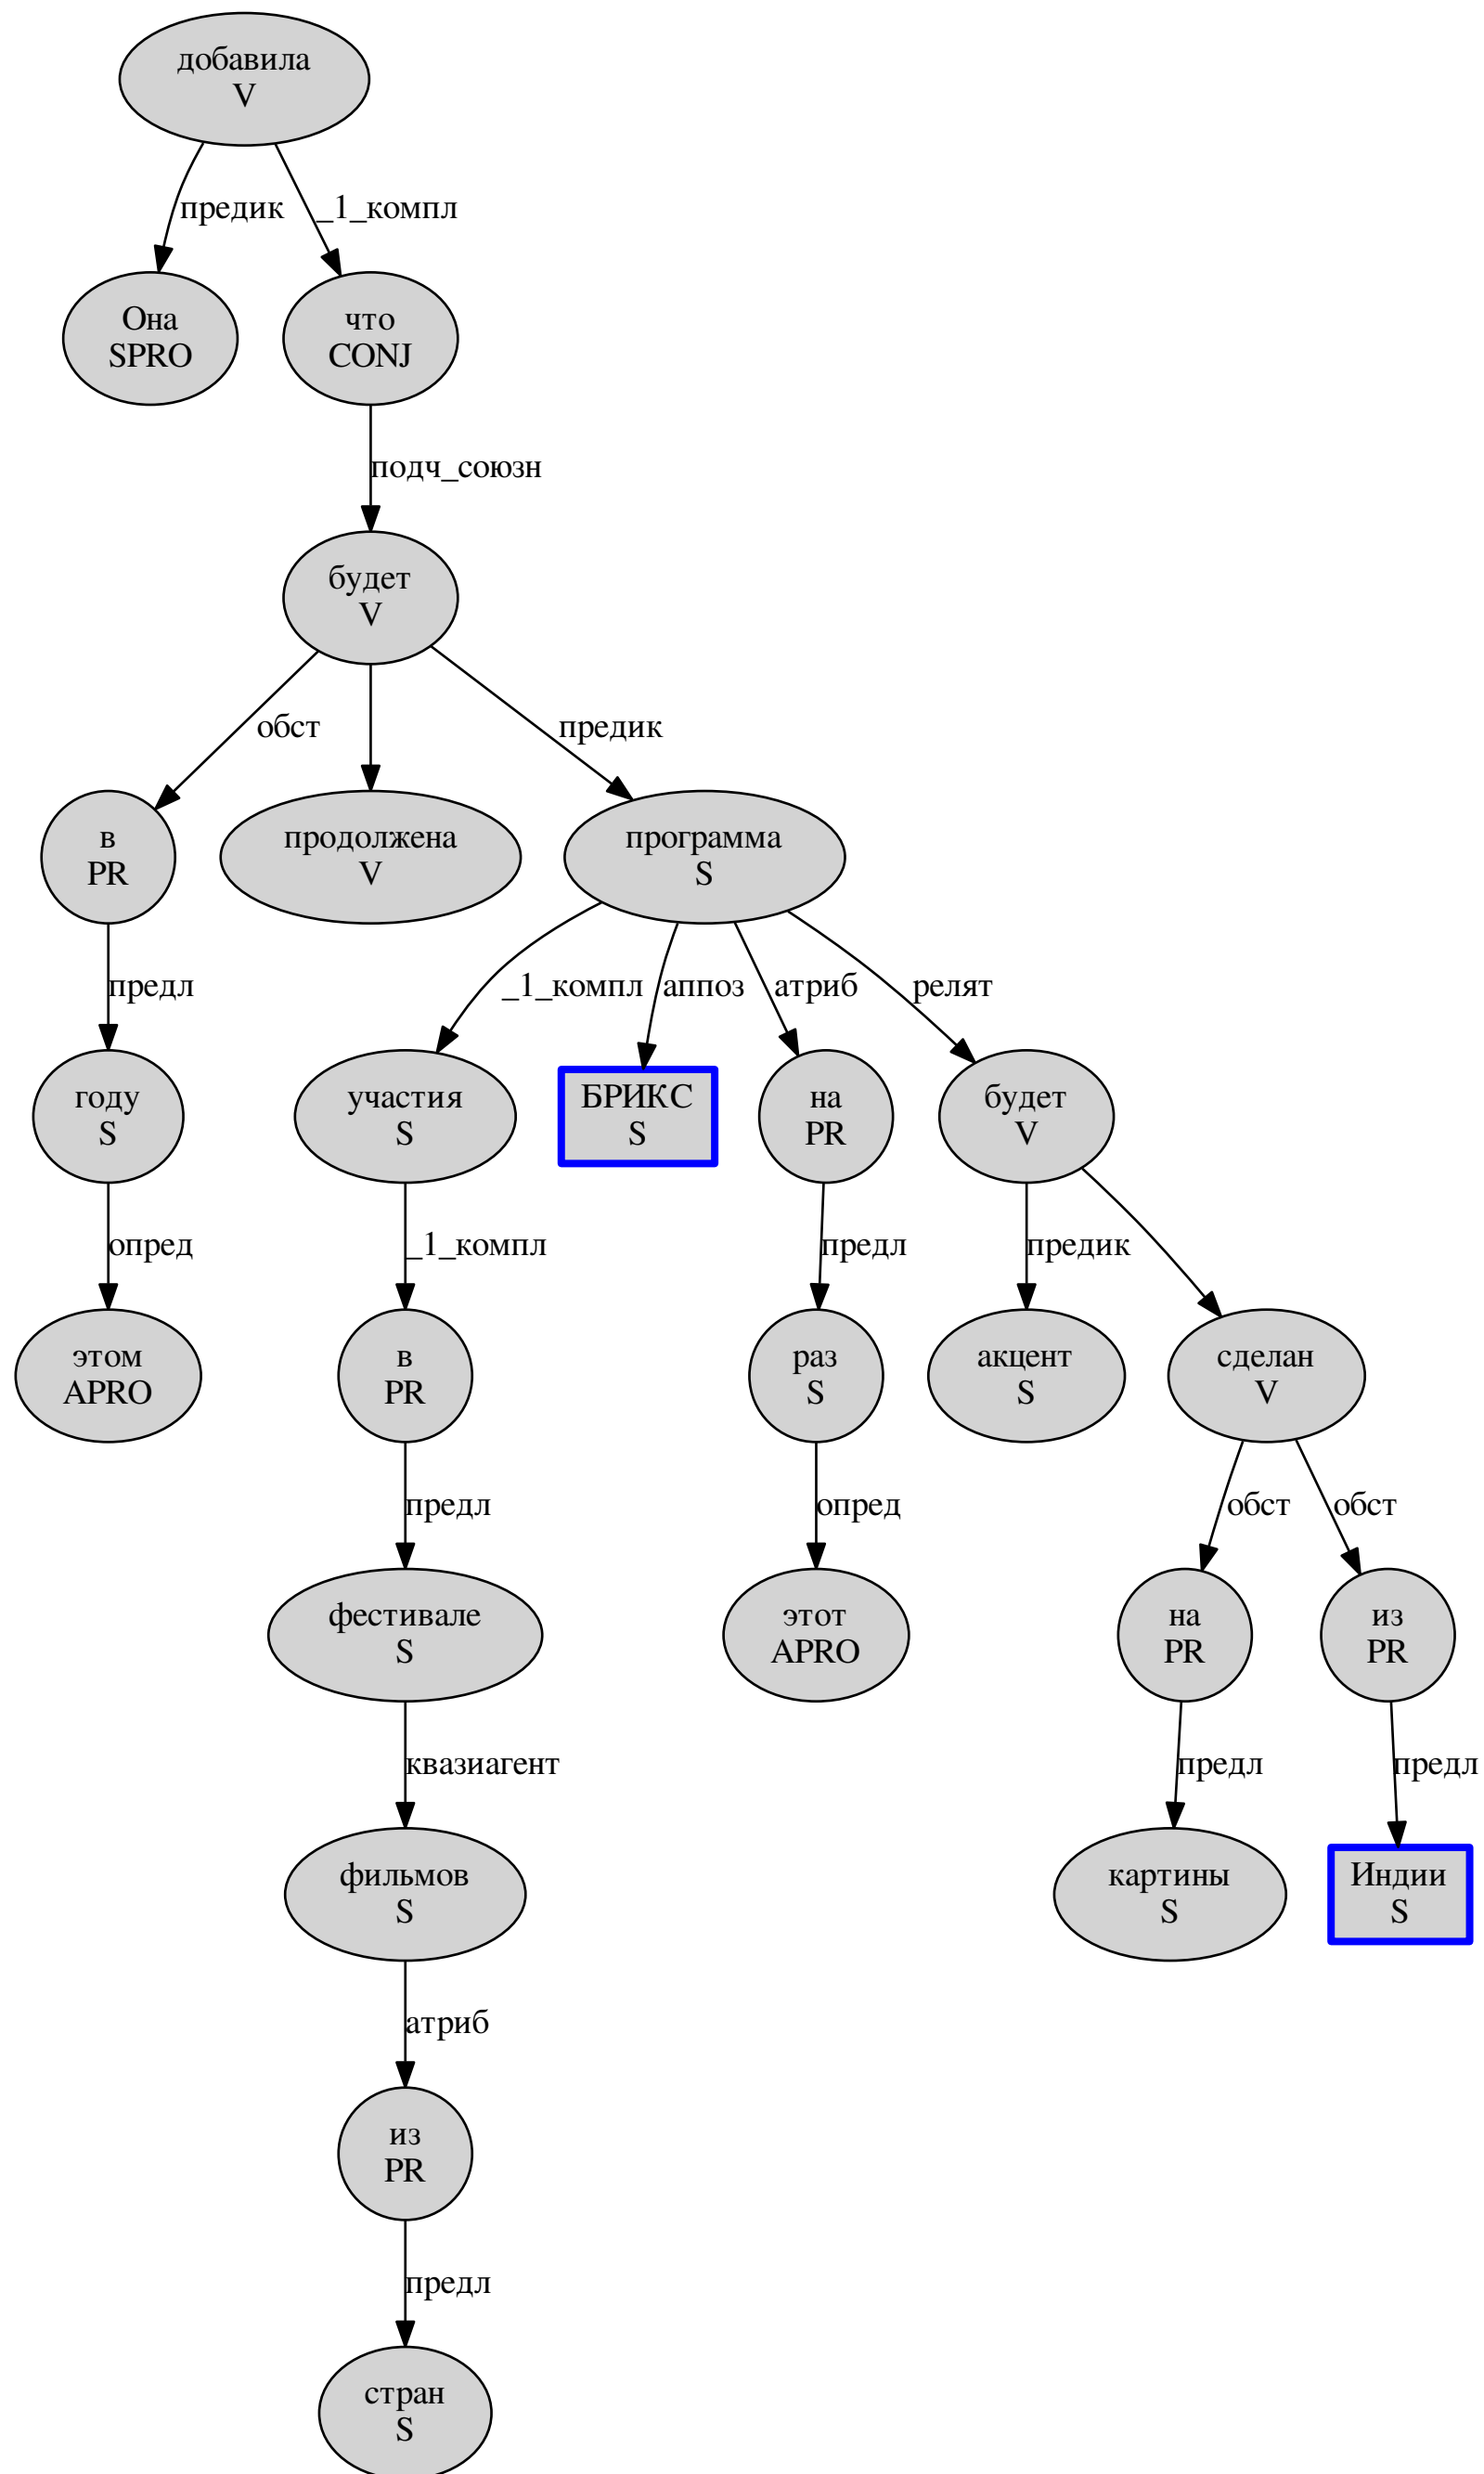 добавила
V
предик
_1_компл
Она
SPRO
что
CONJ
подч_союзн
будет
V
обст
предик
в
PR
продолжена
V
программа
S
предл
_1_компл
аппоз
атриб
релят
году
S
участия
S
БРИКС
S
на
PR
будет
V
опред
_1_компл
предл
предик
этом
APRO
в
PR
раз
S
акцент
S
сделан
V
предл
опред
обст
обст
фестивале
S
этот
APRO
на
PR
из
PR
квазиагент
предл
предл
фильмов
S
картины
S
Индии
S
атриб
из
PR
предл
стран
S